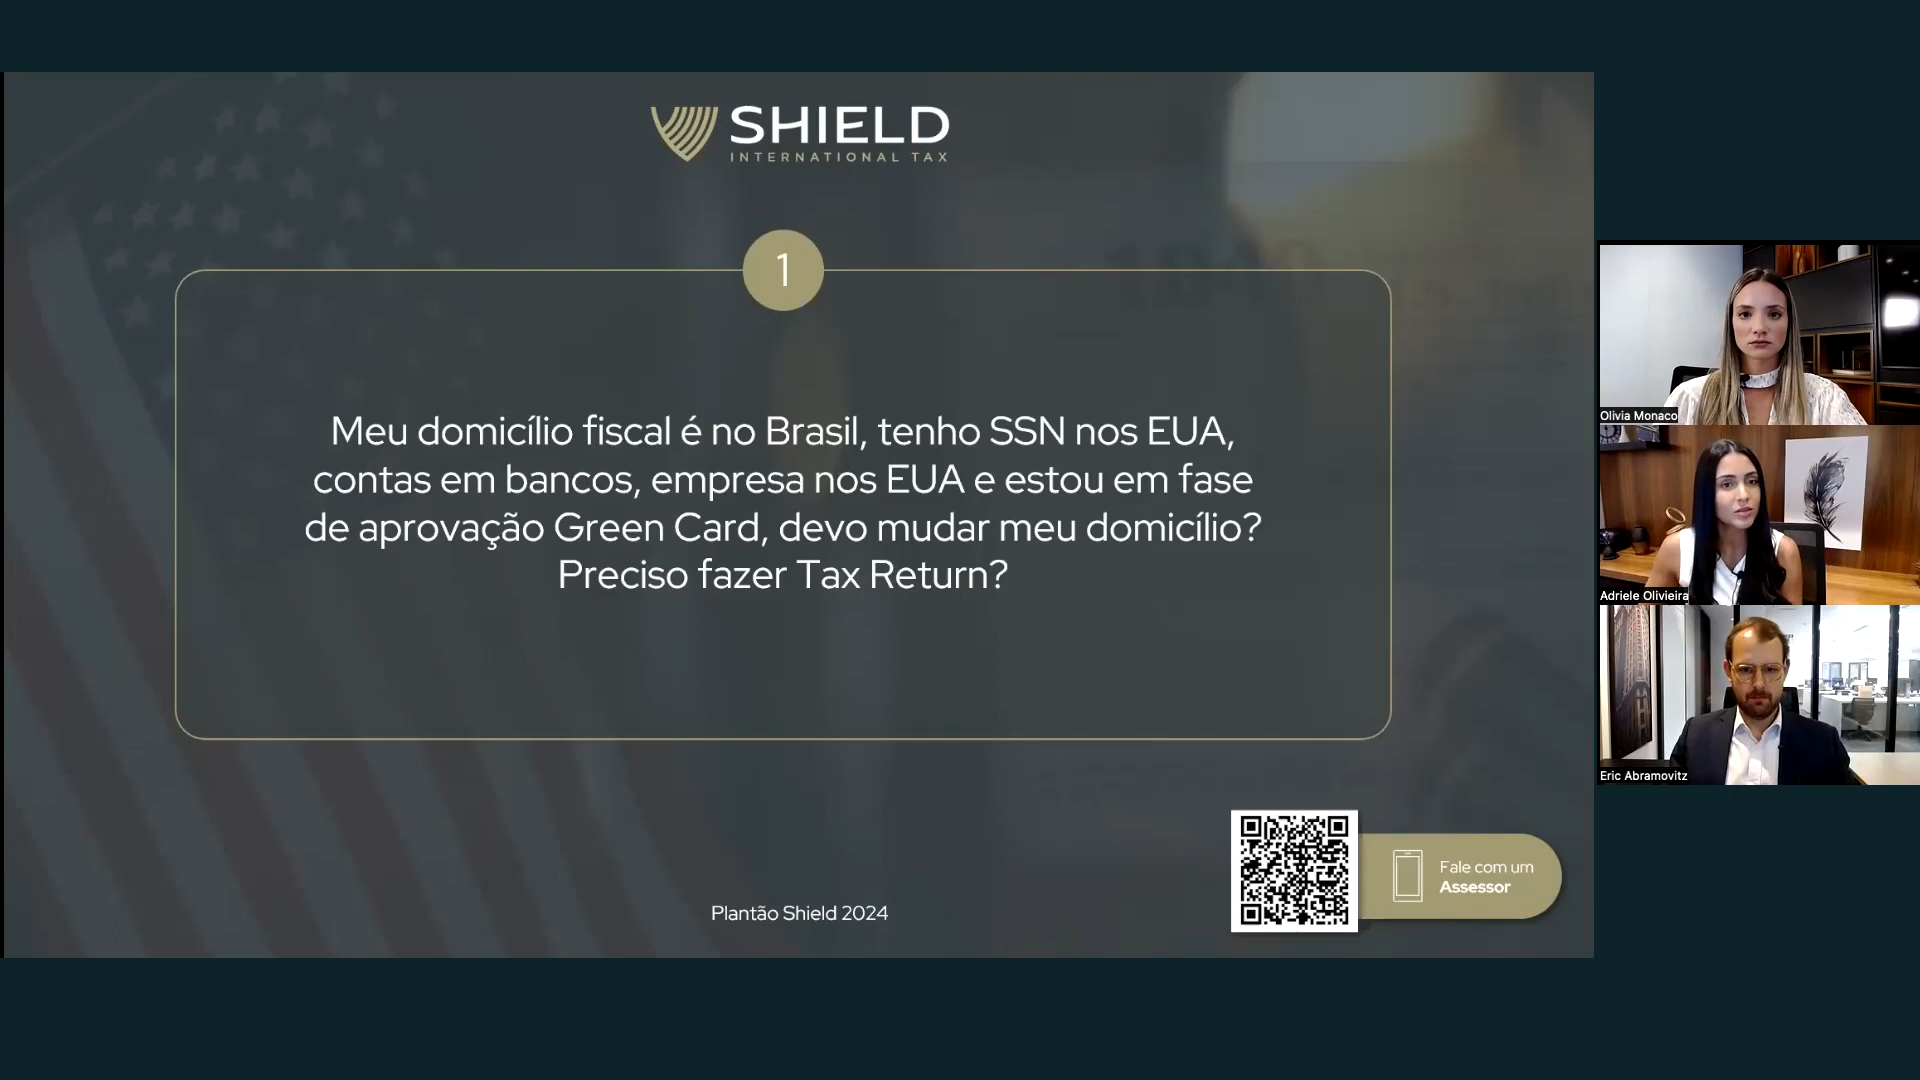 SHIELD
INTERNATIONAL TAX
1
Meu domicílio fiscal é no Brasil, tenho SSN nos EUA,
contas em bancos, empresa nos EUA e estou em fase
de aprovação Green Card, devo mudar meu domicílio?
Preciso fazer Tax Return?
Plantão Shield 2024
Fale com um
Assessor
Olivia Monaco
Adriele Olivieira
Eric Abramovitz